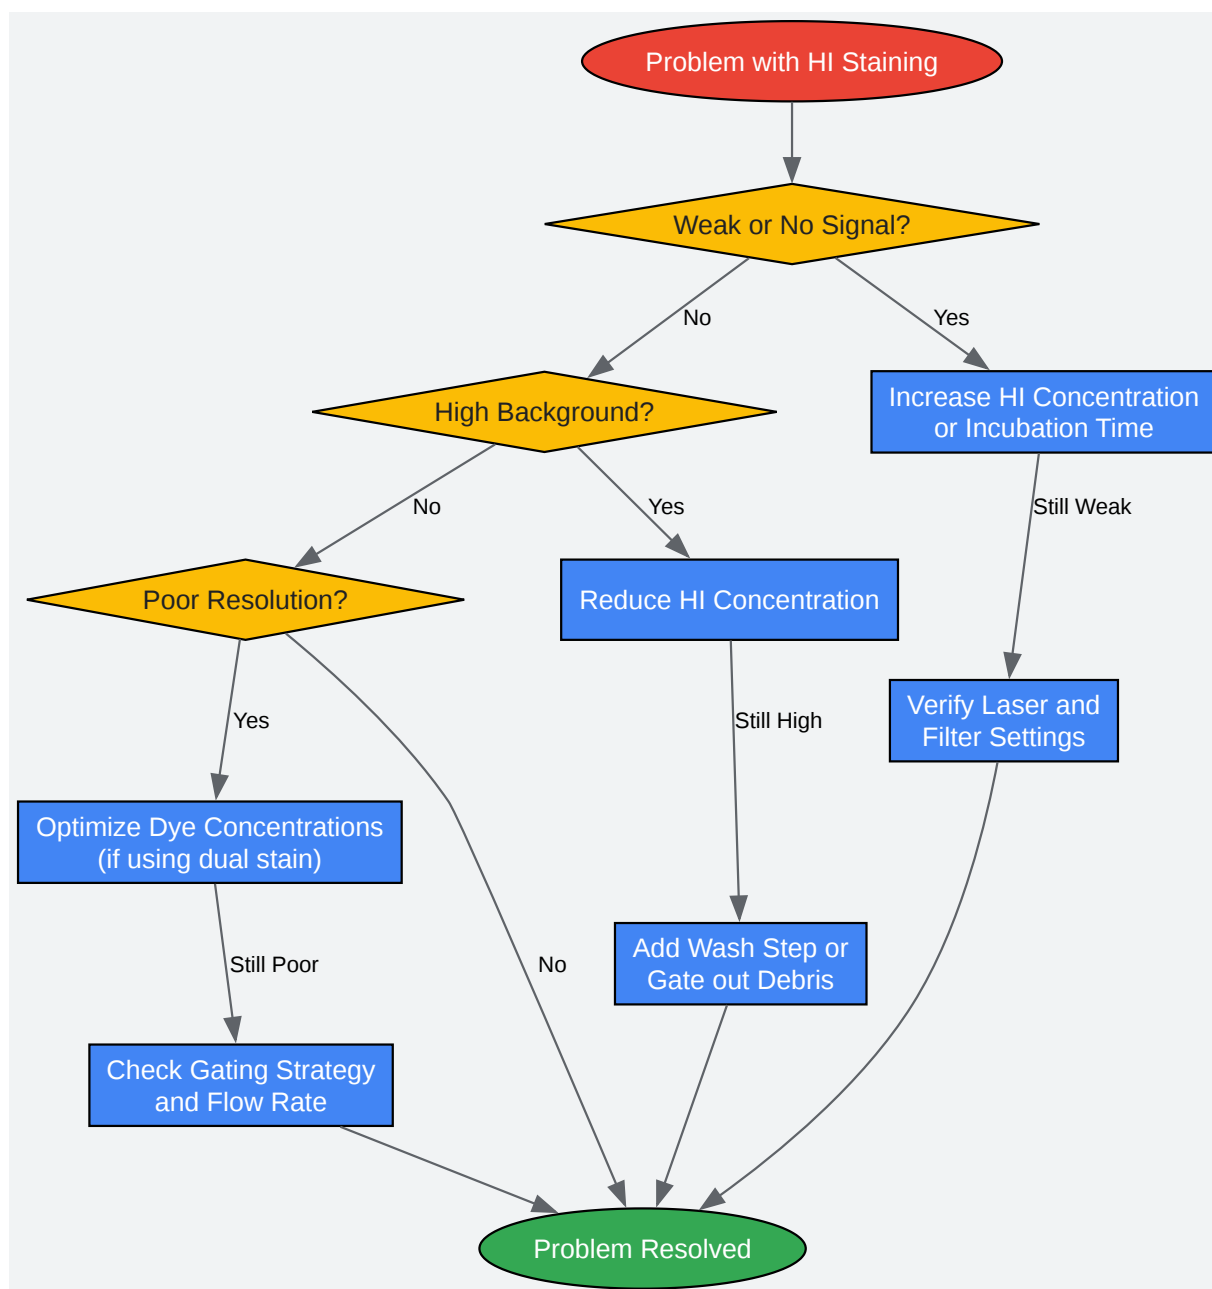 Problem with HI Staining
Weak or No Signal?
No
Yes
High Background?
Increase HI Concentration
or Incubation Time
No
Yes
Still Weak
Poor Resolution?
Reduce HI Concentration
Verify Laser and
Filter Settings
Yes
Still High
Optimize Dye Concentrations
(if using dual stain)
Still Poor
No
Add Wash Step or
Gate out Debris
Check Gating Strategy
and Flow Rate
Problem Resolved